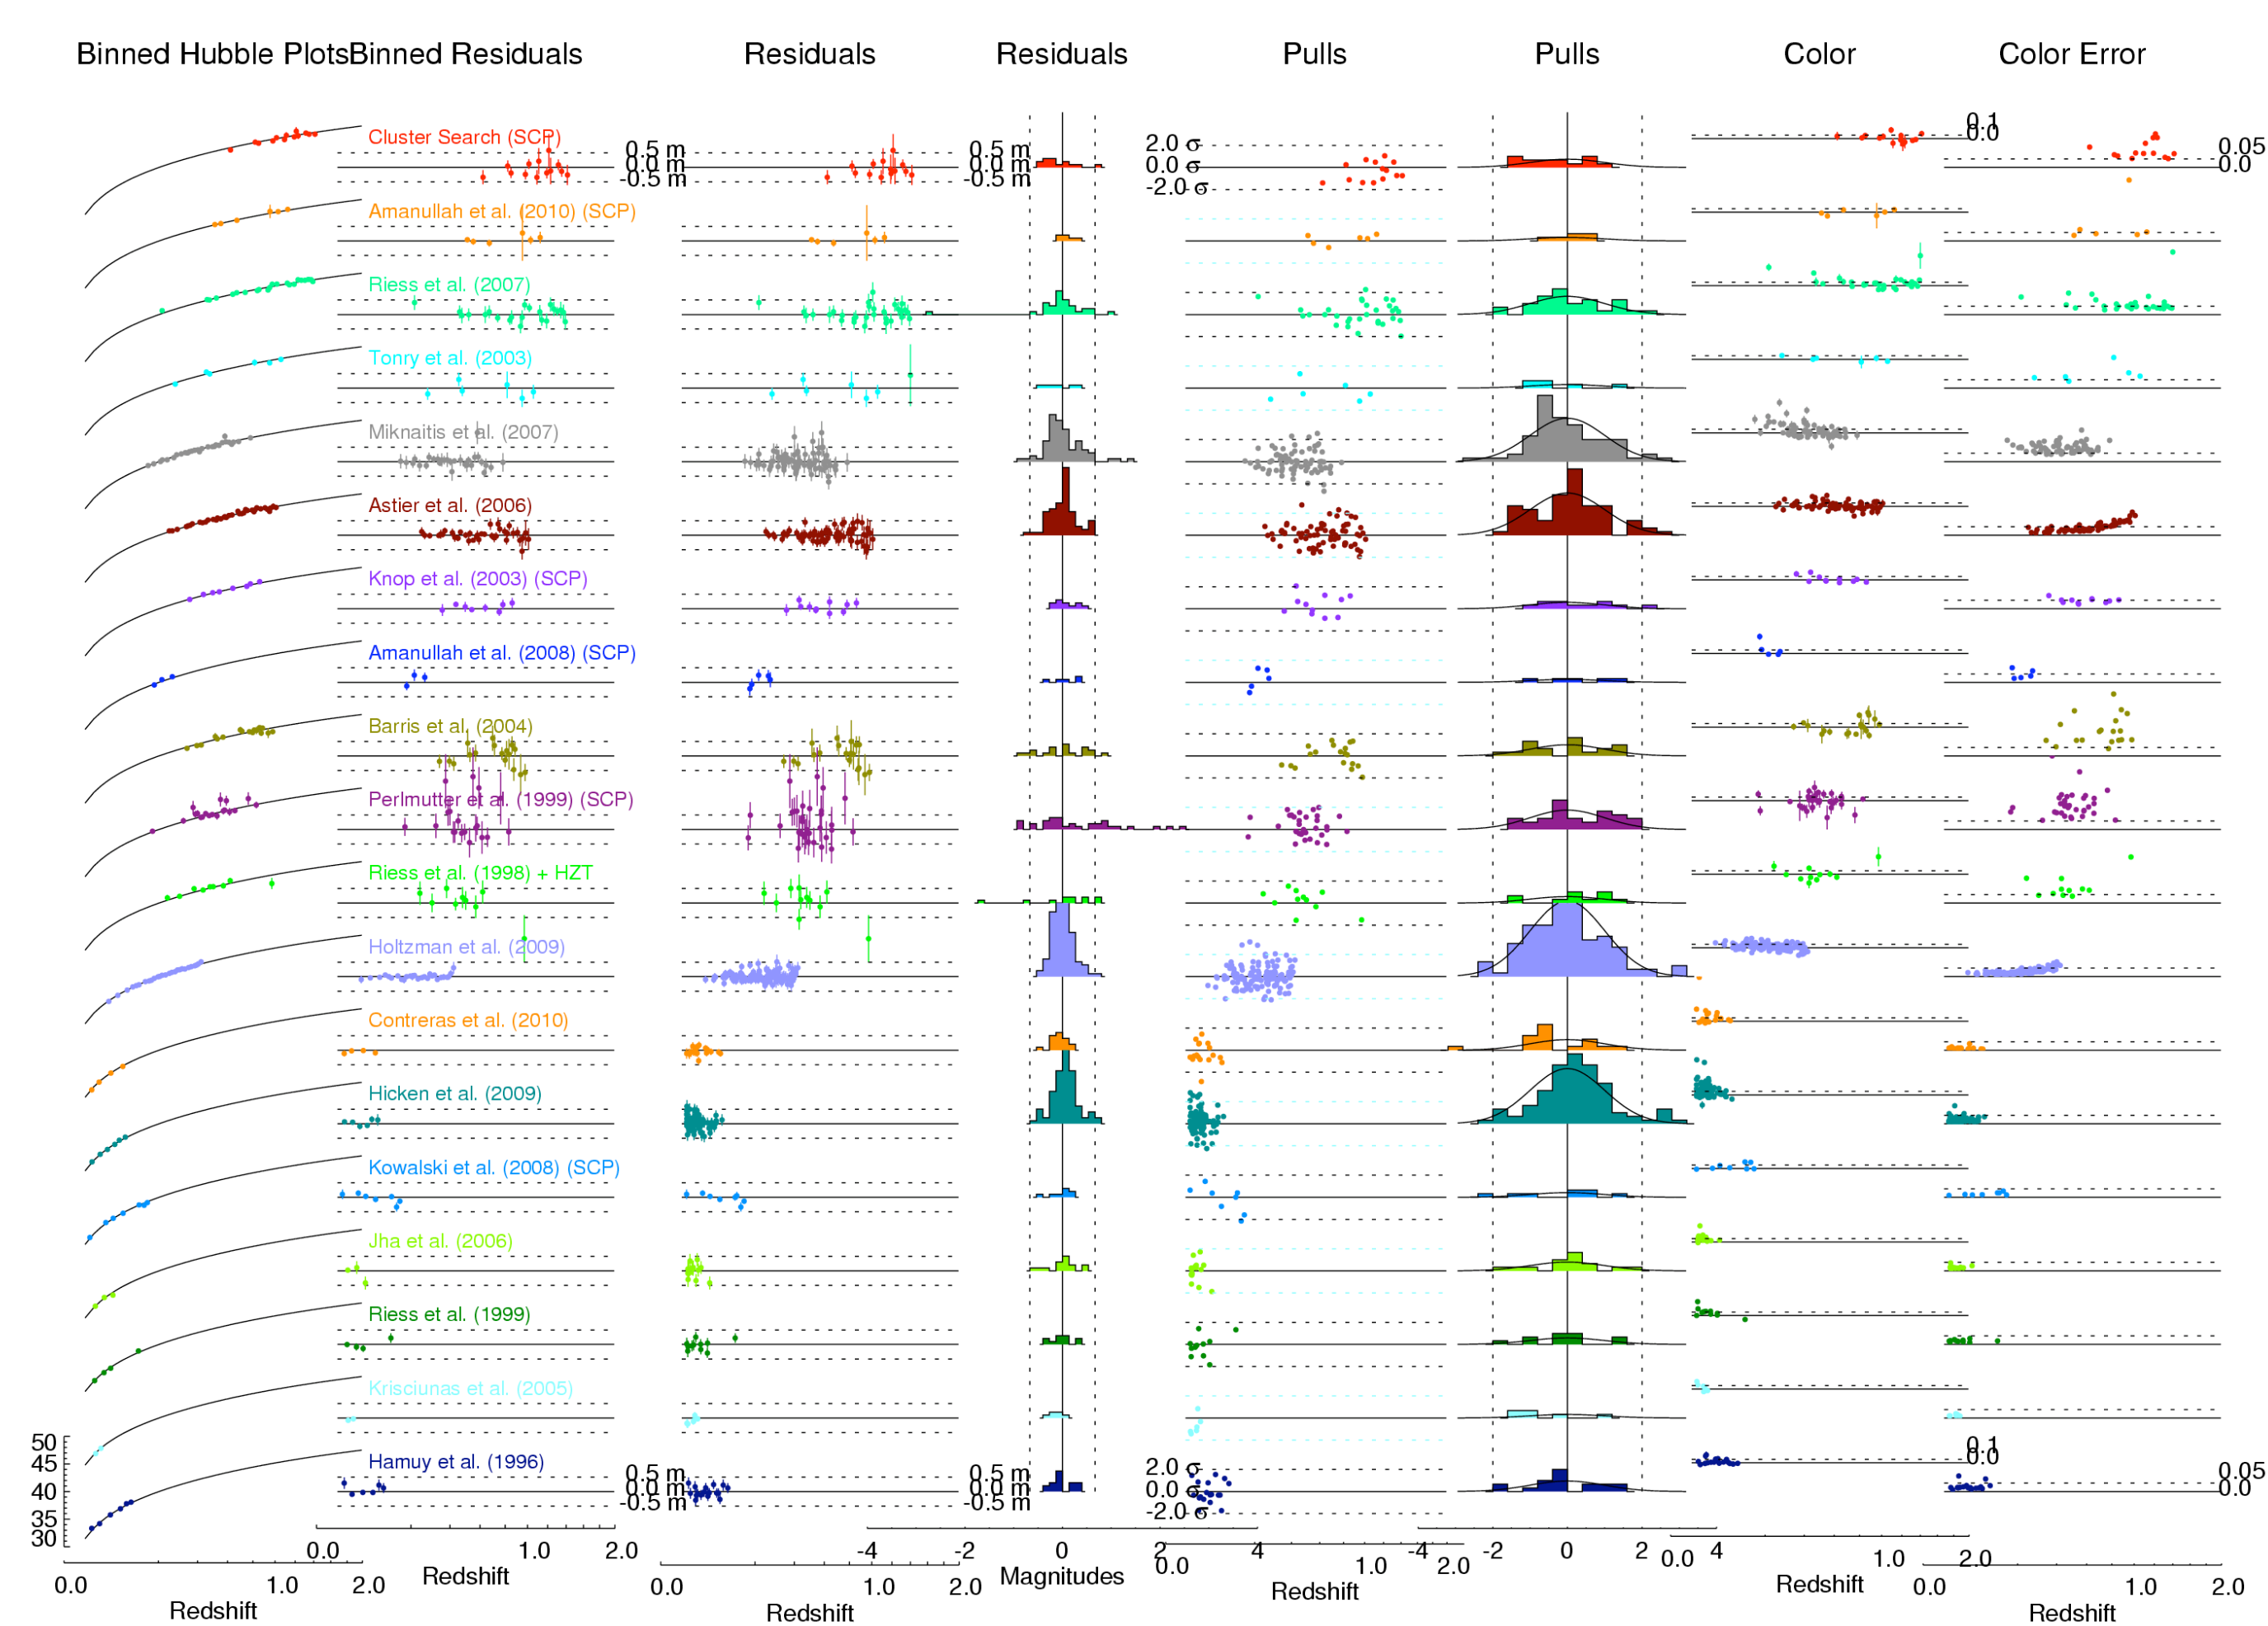 Binned Hubble Plots Binned Residuals Residuals Residuals Pulls Pulls Color Color Error
Cluster Search (SCP)
0.5 m 0.0 m -0.5 m
0.5 m 0.0 m -0.5 m
2.0 σ 0.0 σ -2.0 σ
0.1 0.0
0.05 0.0
Amanullah et al. (2010) (SCP)
Riess et al. (2007)
Tonry et al. (2003)
Miknaitis et al. (2007)
Astier et al. (2006)
Knop et al. (2003) (SCP)
Amanullah et al. (2008) (SCP)
Barris et al. (2004)
Perlmutter et al. (1999) (SCP)
Riess et al. (1998) + HZT
Holtzman et al. (2009)
Contreras et al. (2010)
Hicken et al. (2009)
Kowalski et al. (2008) (SCP)
Jha et al. (2006)
Riess et al. (1999)
Krisciunas et al. (2005)
Hamuy et al. (1996)
50
45
40
35
30
0.5 m 0.0 m -0.5 m
0.5 m 0.0 m -0.5 m
2.0 σ 0.0 σ -2.0 σ
0.1 0.0
0.05 0.0
0.0 1.0 2.0
Redshift
0.0 1.0 2.0
Redshift
0.0 1.0 2.0
Redshift
-4 -2 0 2 4
Magnitudes
0.0 1.0 2.0
Redshift
-4 -2 0 2 4
0.0 1.0 2.0
Redshift
0.0 1.0 2.0
Redshift